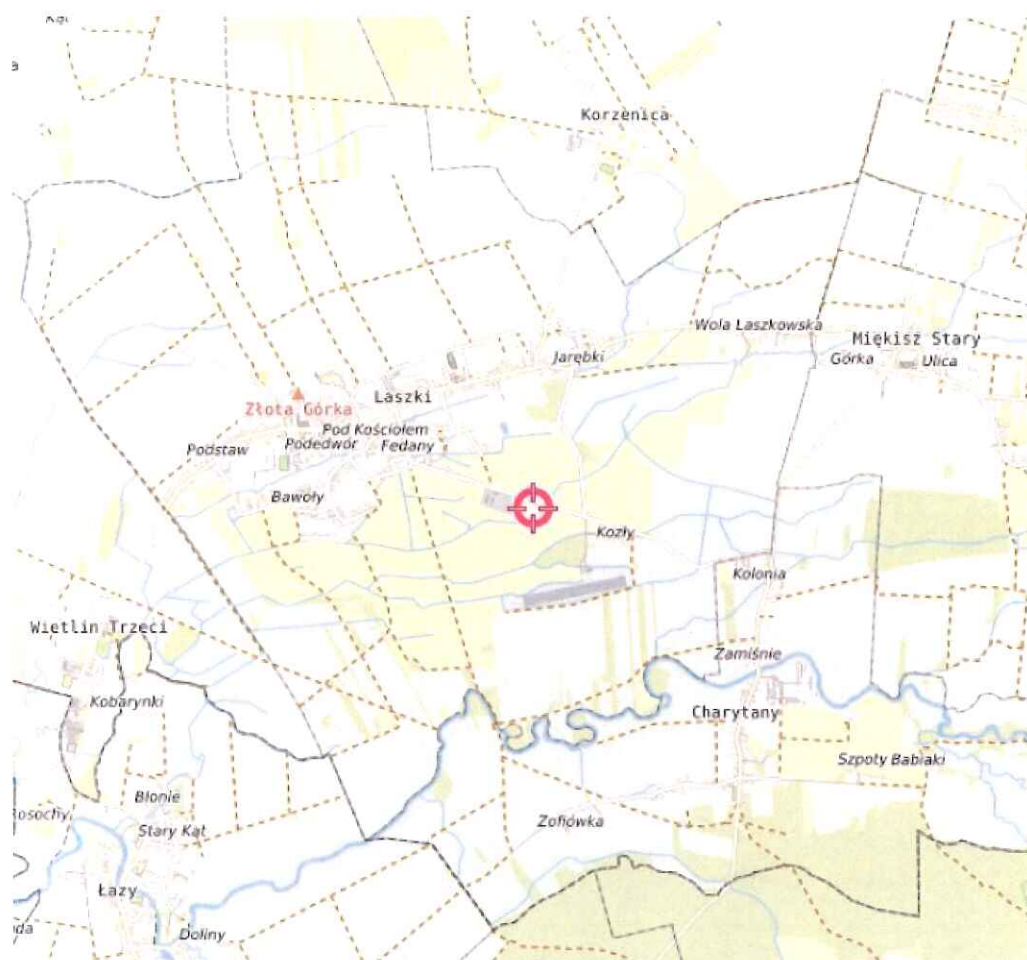 Korzenica
Wola Laszkowska
Miękisz Stary
Jarębki
Górka
Ulica
Laszki
Złota Górka
Pod Kościołem
Podstaw
Podedwór
Fedany
Bawoły
Kozły
Kolonia
Wietlin Trzeci
Zamiśnie
Kobarynki
Charytany
Szpoty Babiaki
Błonie
Zofiówka
Stary Kąt
Łazy
Doliny